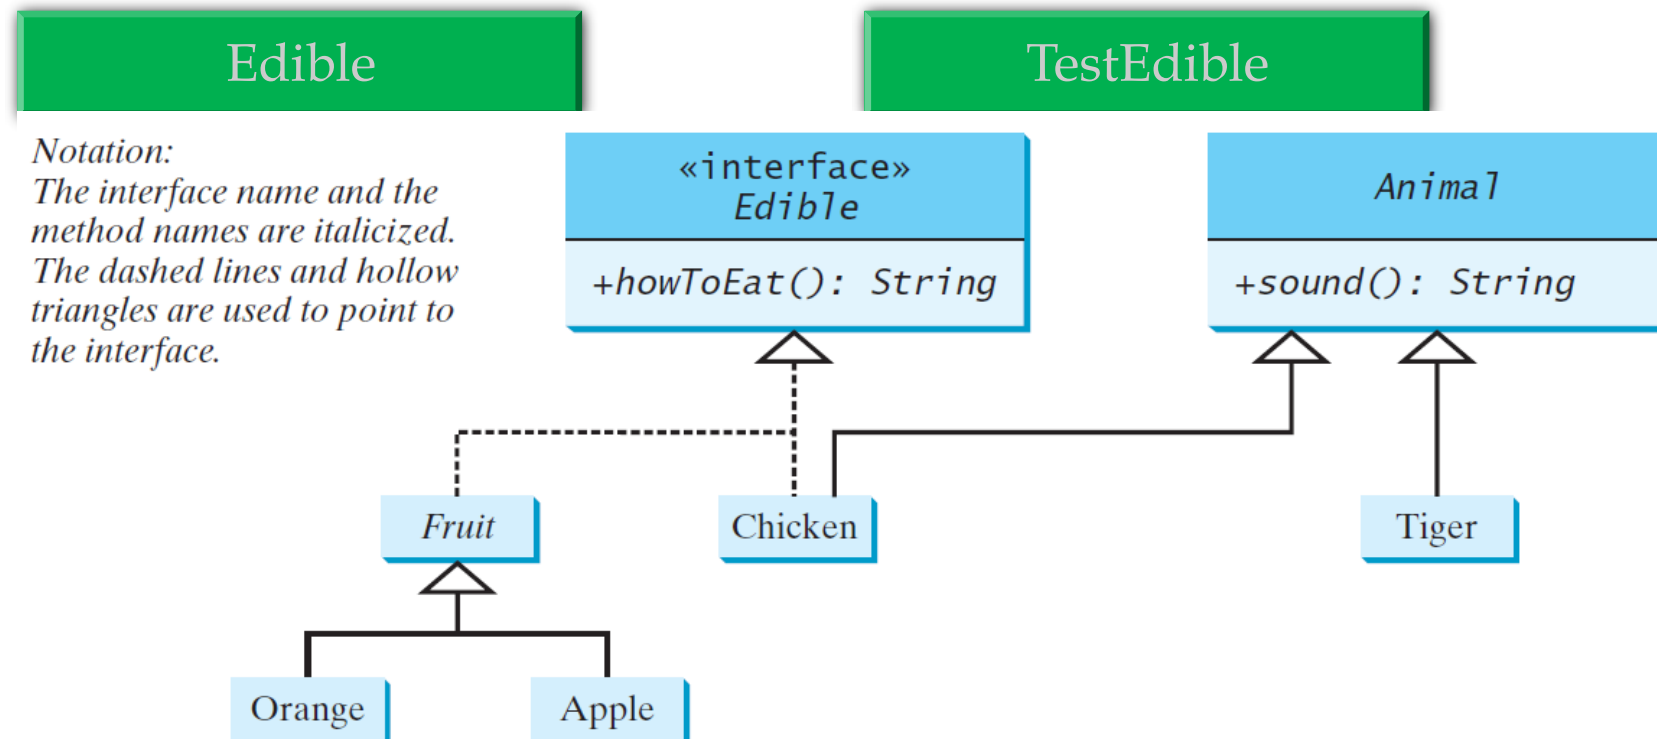 Edible
TestEdible
Notation:
The interface name and the
method names are italicized.
The dashed lines and hollow
triangles are used to point to
the interface.
«interface»
Edible
+howToEat(): String
Animal
+sound(): String
Fruit
Chicken
Tiger
Orange
Apple